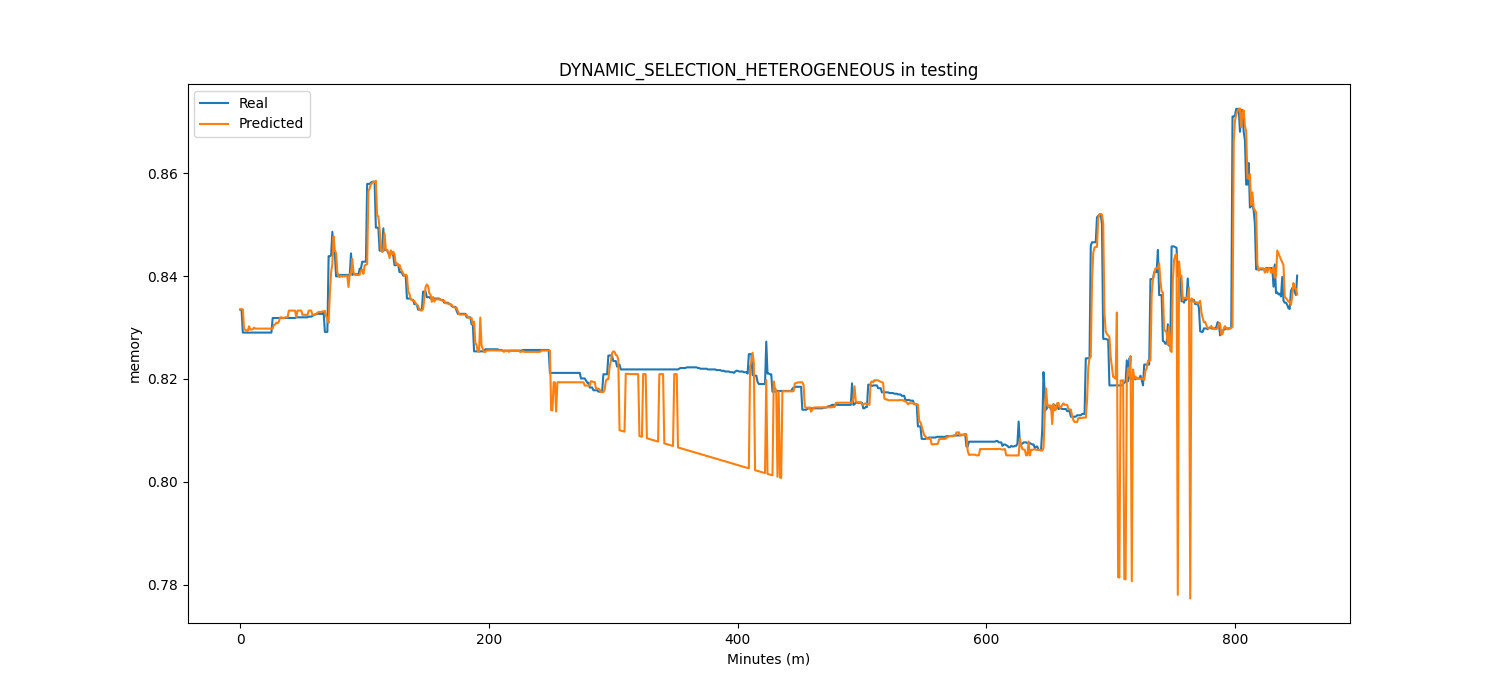 DYNAMIC_SELECTION_HETEROGENEOUS in testing
Real
Predicted
memory
0.86
0.84
0.82
0.80
0.78
0
200
400
600
800
Minutes (m)